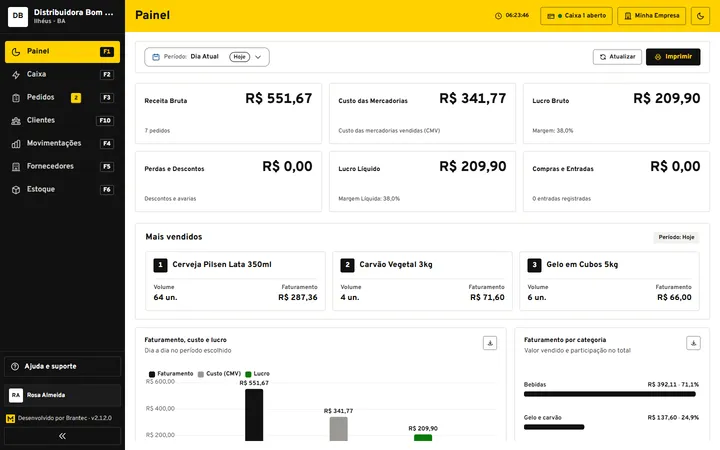 DB
Distribuidora Bom ...
Ilhéus - BA
Painel F1
Caixa F2
Pedidos 2 F3
Clientes F10
Movimentações F4
Fornecedores F5
Estoque F6
Ajuda e suporte
RA Rosa Almeida
Desenvolvido por Brantec · v2.12.0
Painel
06:23:46
Caixa 1 aberto
Minha Empresa
Período: Dia Atual Hoje
Atualizar
Imprimir
Receita Bruta R$ 551,67
7 pedidos
Custo das Mercadorias R$ 341,77
Custo das mercadorias vendidas (CMV)
Lucro Bruto R$ 209,90
Margem: 38,0%
Perdas e Descontos R$ 0,00
Descontos e avarias
Lucro Líquido R$ 209,90
Margem Líquida: 38,0%
Compras e Entradas R$ 0,00
0 entradas registradas
Mais vendidos
Período: Hoje
1 Cerveja Pilsen Lata 350ml
Volume Faturamento
64 un. R$ 287,36
2 Carvão Vegetal 3kg
Volume Faturamento
4 un. R$ 71,60
3 Gelo em Cubos 5kg
Volume Faturamento
6 un. R$ 66,00
Faturamento, custo e lucro
Dia a dia no período escolhido
Faturamento Custo (CMV) Lucro
R$ 600,00
R$ 551,67
R$ 400,00
R$ 341,77
R$ 209,90
R$ 200,00
Faturamento por categoria
Valor vendido e participação no total
Bebidas R$ 392,11 · 71,1%
Gelo e carvão R$ 137,60 · 24,9%